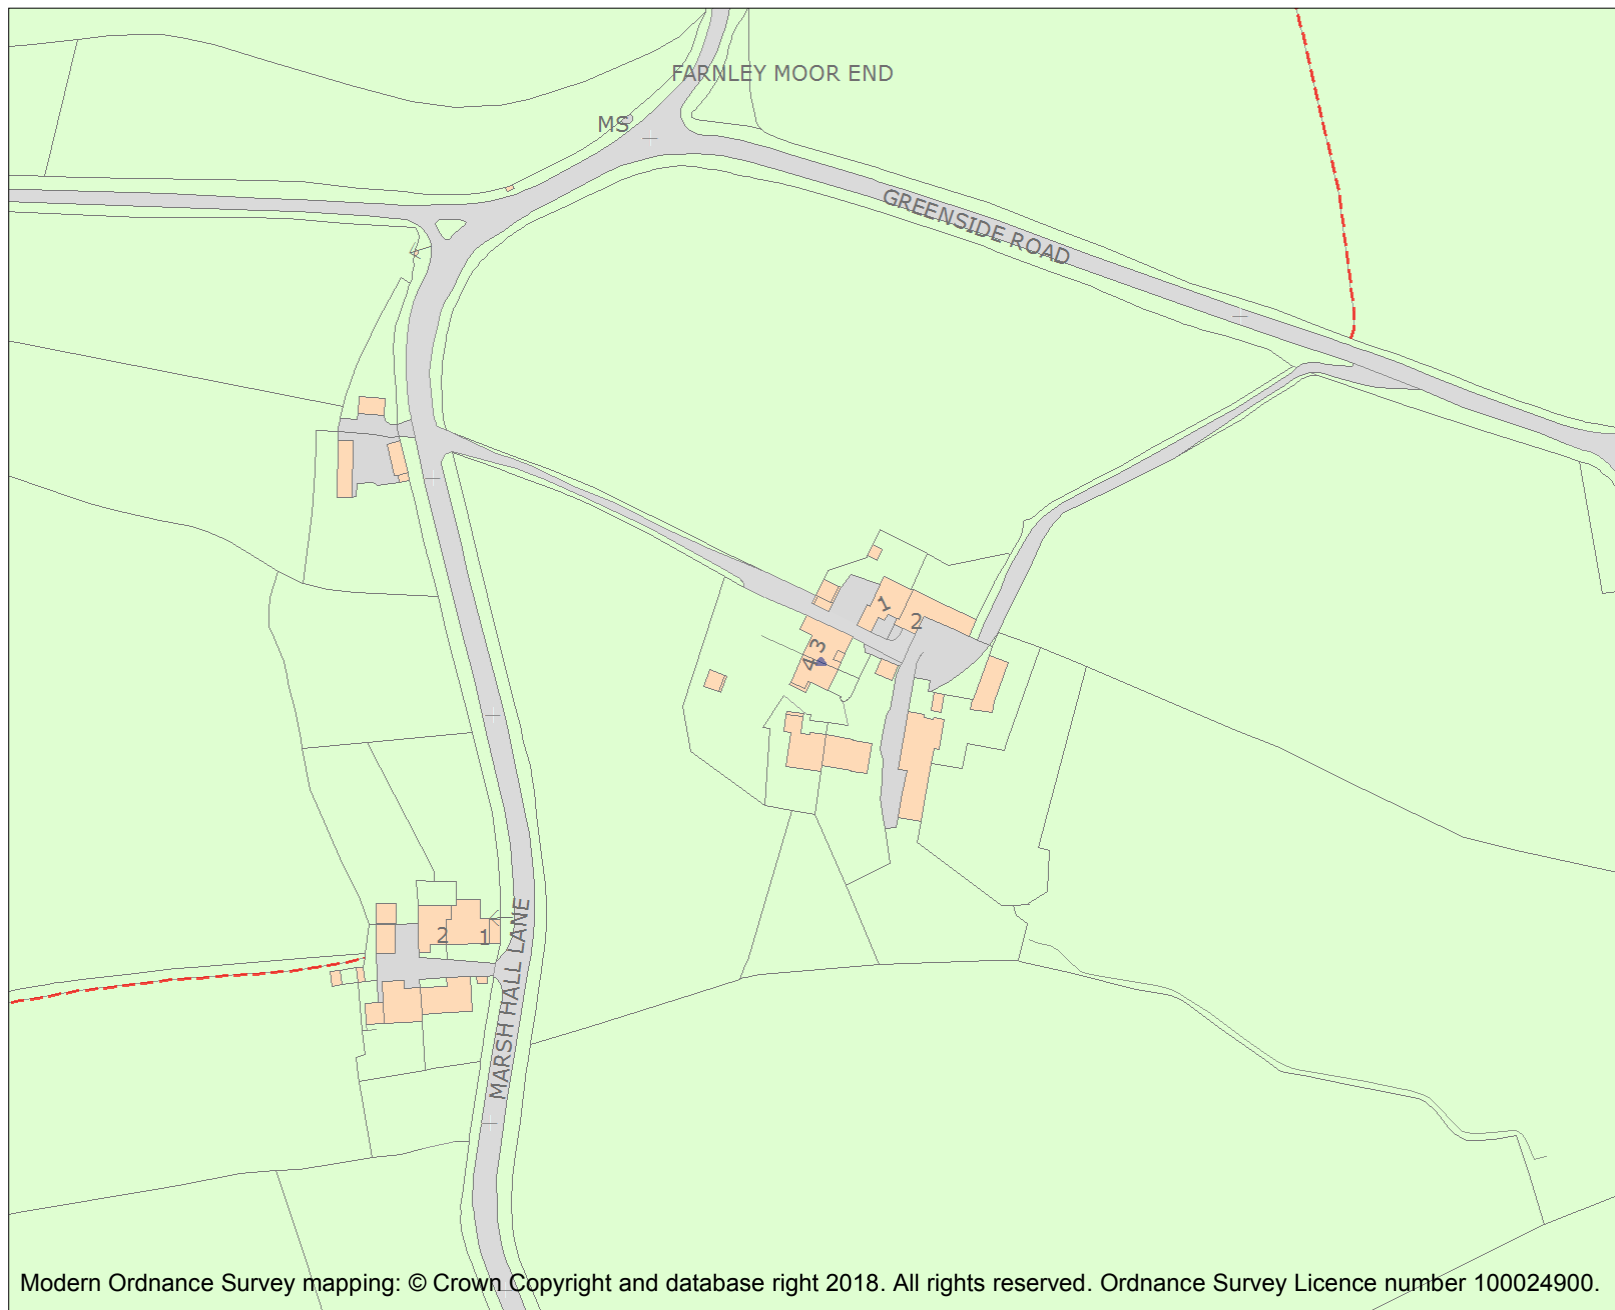 FARNLEY MOOR END
MS
GREENSIDE ROAD
1
2
3
4
2
1
MARSH HALL LANE
Modern Ordnance Survey mapping: © Crown Copyright and database right 2018. All rights reserved. Ordnance Survey Licence number 100024900.